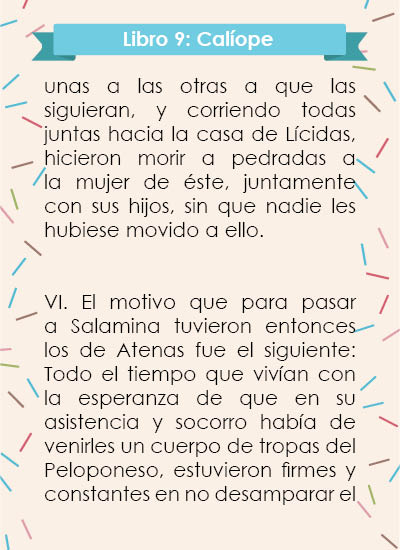 Libro 9: Calíope
unas a las otras a que las
siguieran, y corriendo todas
juntas hacia la casa de Lícidas,
hicieron morir a pedradas a
la mujer de éste, juntamente
con sus hijos, sin que nadie les
hubiese movido a ello.
VI. El motivo que para pasar
a Salamina tuvieron entonces
los de Atenas fue el siguiente:
Todo el tiempo que vivían con
la esperanza de que en su
asistencia y socorro había de
venirles un cuerpo de tropas del
Peloponeso, estuvieron firmes y
constantes en no desamparar el